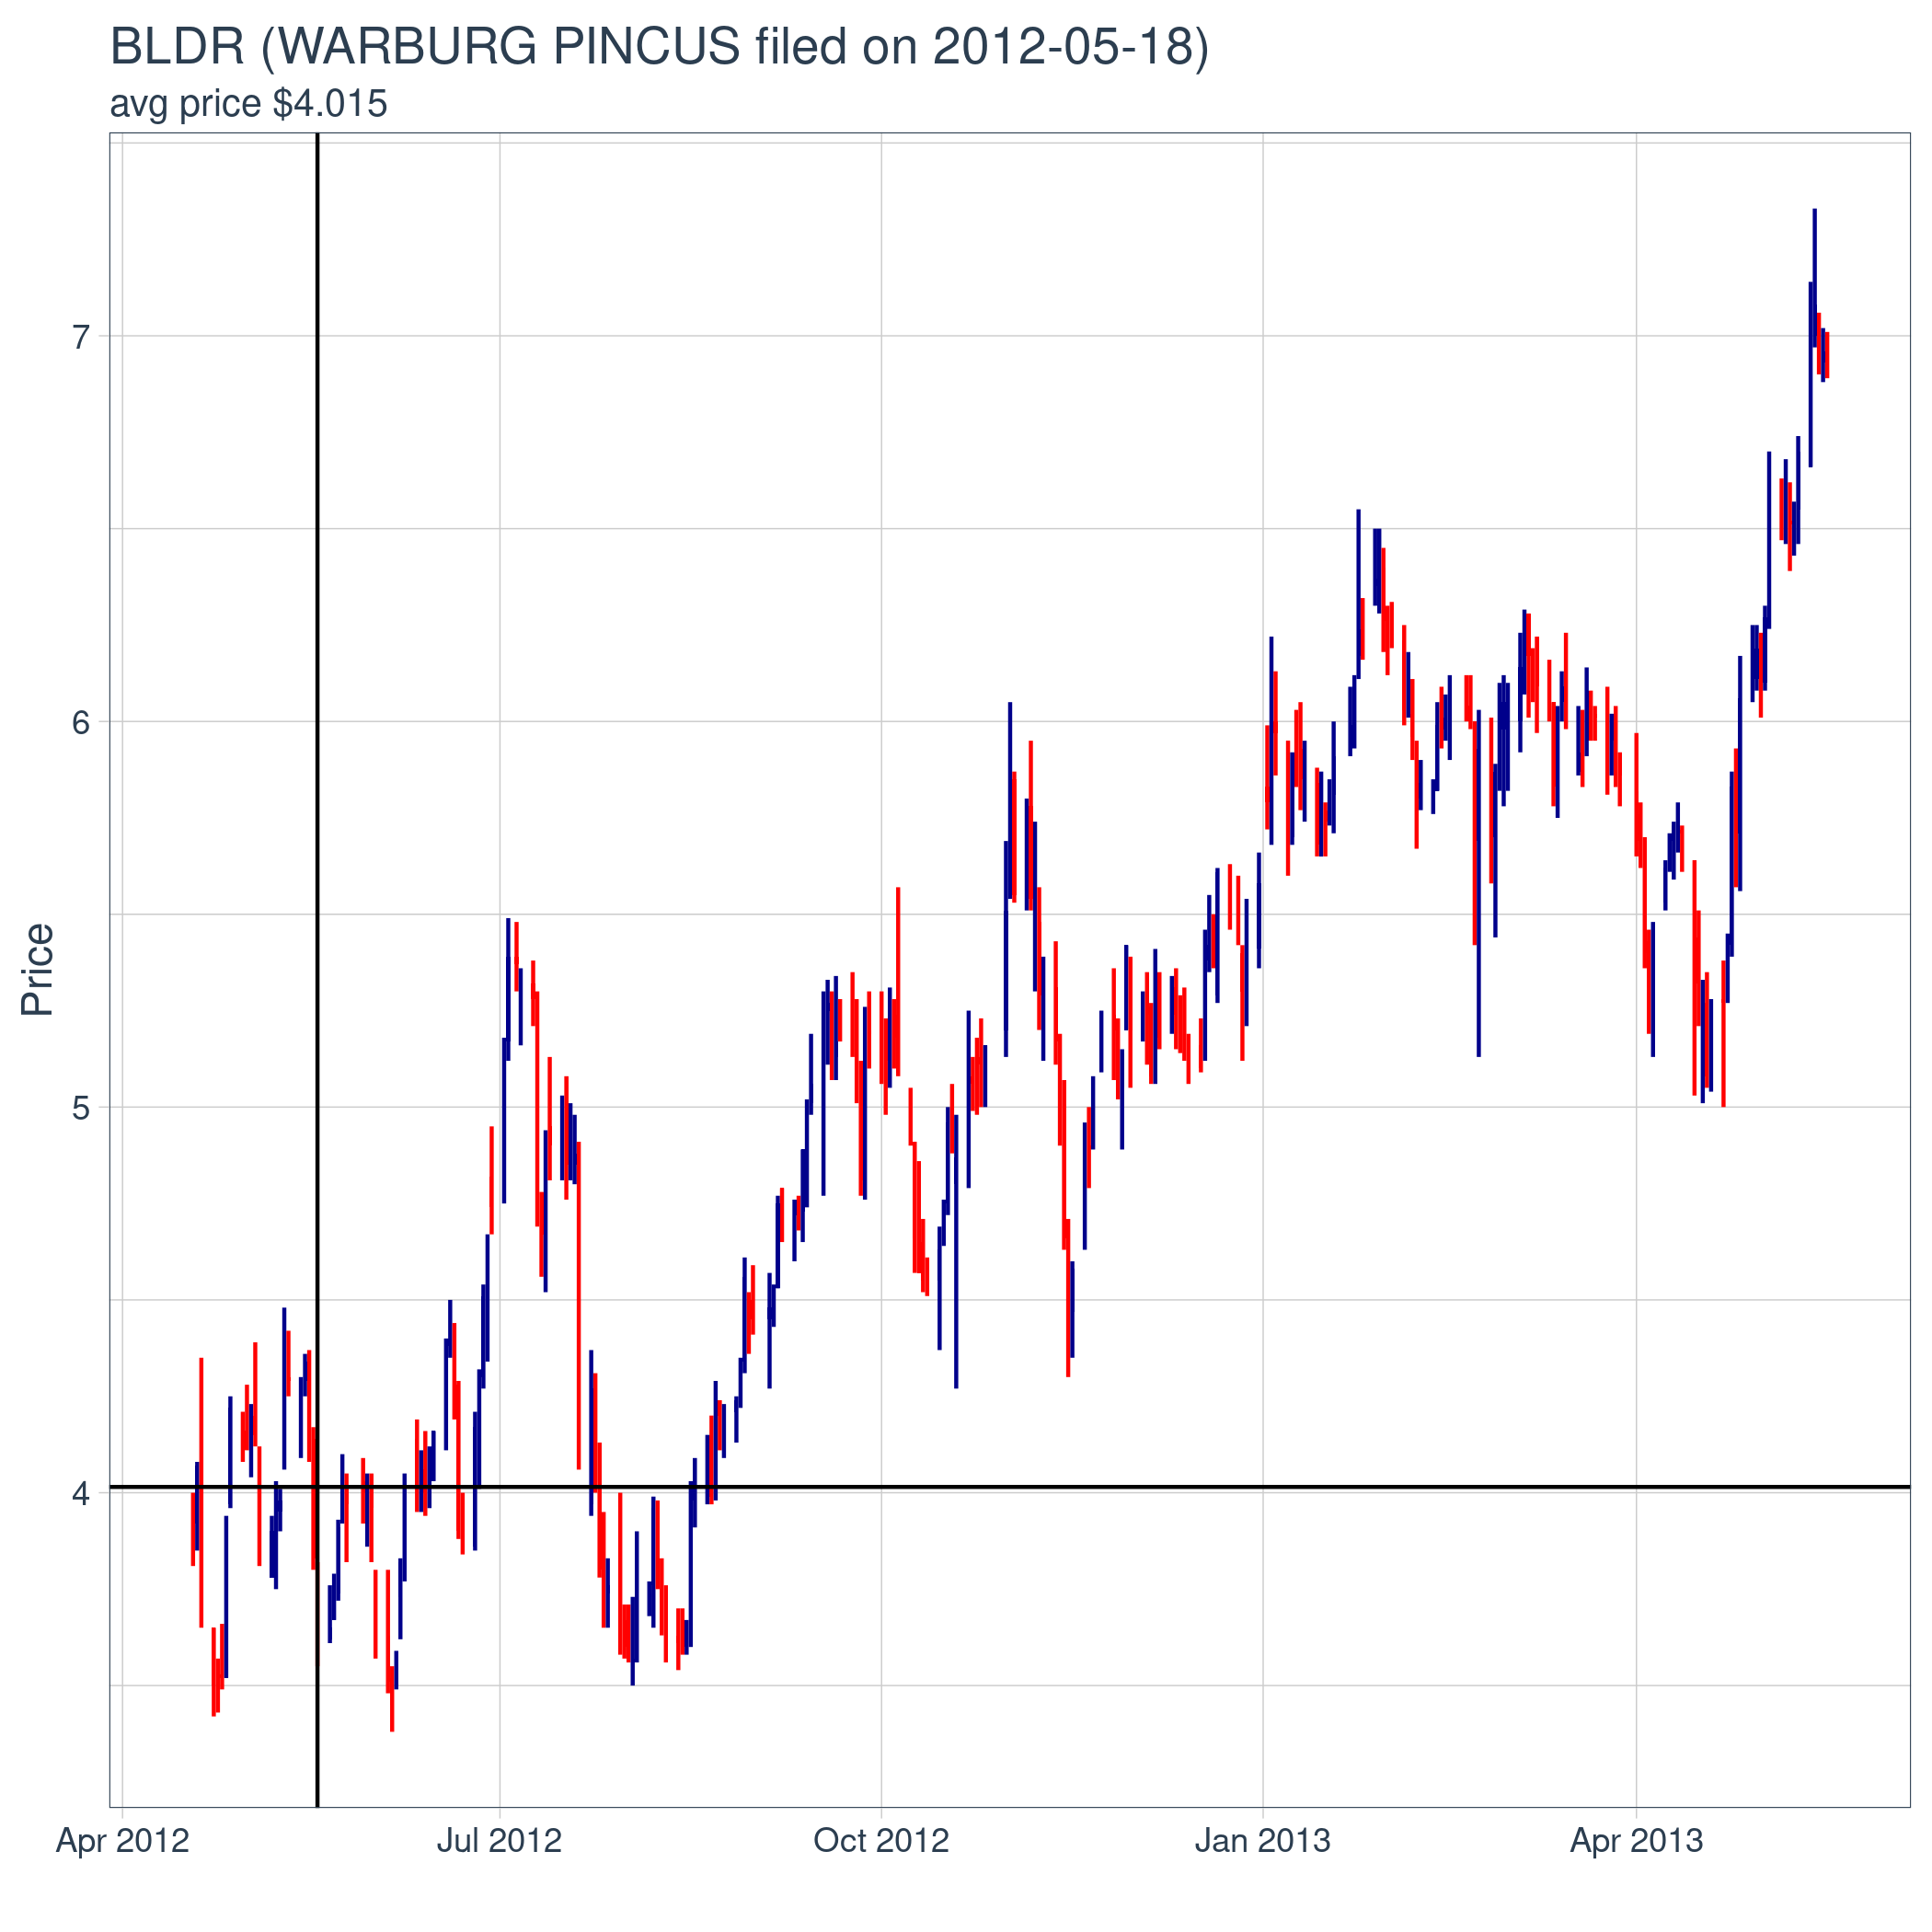 BLDR (WARBURG PINCUS filed on 2012-05-18)
avg price $4.015
7
6
5
4
Price
Apr 2012
Jul 2012
Oct 2012
Jan 2013
Apr 2013